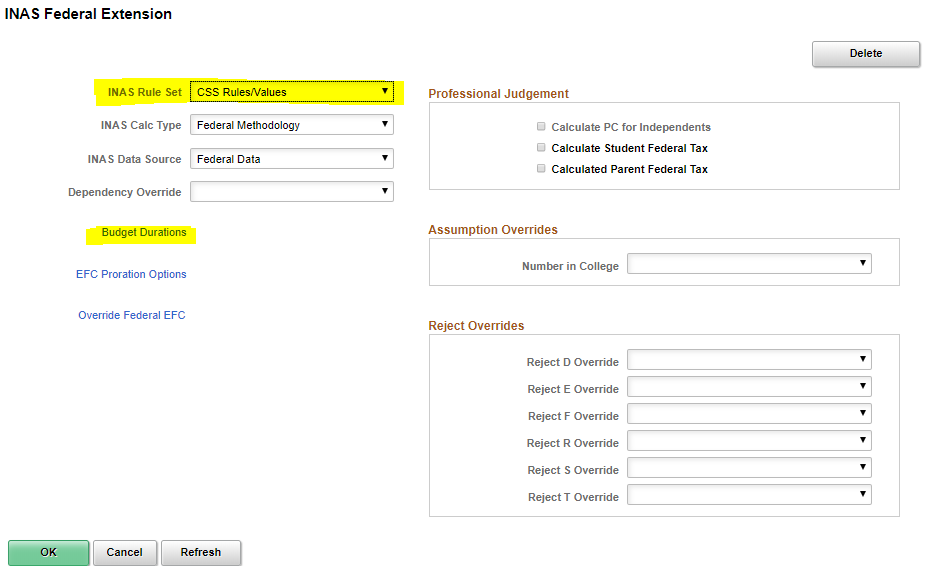 INAS Federal Extension
Delete
INAS Rule Set CSS Rules/Values
INAS Calc Type Federal Methodology
INAS Data Source Federal Data
Dependency Override
Budget Durations
EFC Proration Options
Override Federal EFC
Professional Judgement
Calculate PC for Independents
Calculate Student Federal Tax
Calculated Parent Federal Tax
Assumption Overrides
Number in College
Reject Overrides
Reject D Override
Reject E Override
Reject F Override
Reject R Override
Reject S Override
Reject T Override
OK Cancel Refresh